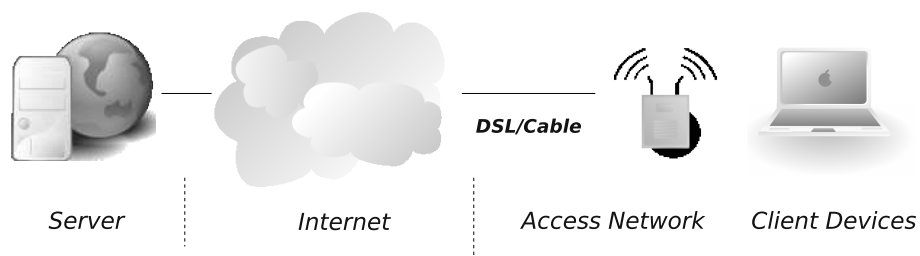 DSL/Cable
Server
Internet
Access Network
Client Devices